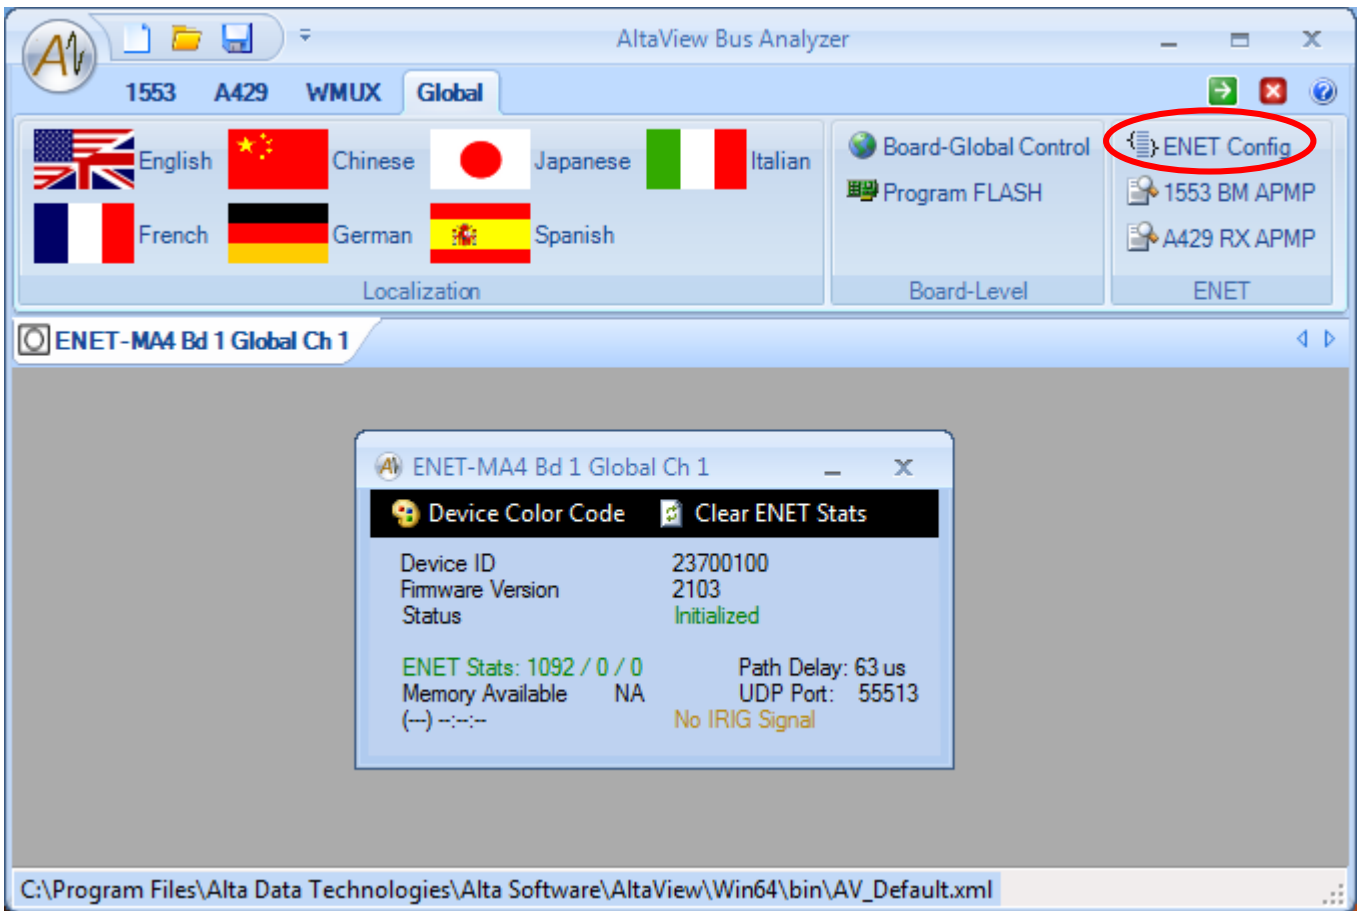 AltaView Bus Analyzer
1553 A429 WMUX Global
English Chinese Japanese Italian
French German Spanish
Localization
Board-Global Control
Program FLASH
Board-Level
ENET Config
1553 BM APMP
A429 RX APMP
ENET
ENET-MA4 Bd 1 Global Ch 1
ENET-MA4 Bd 1 Global Ch 1
Device Color Code Clear ENET Stats
Device ID 23700100
Firmware Version 2103
Status Initialized
ENET Stats: 1092 / 0 / 0 Path Delay: 63 us
Memory Available NA UDP Port: 55513
(---) --:--:-- No IRIG Signal
C:\Program Files\Alta Data Technologies\Alta Software\AltaView\Win64\bin\AV_Default.xml